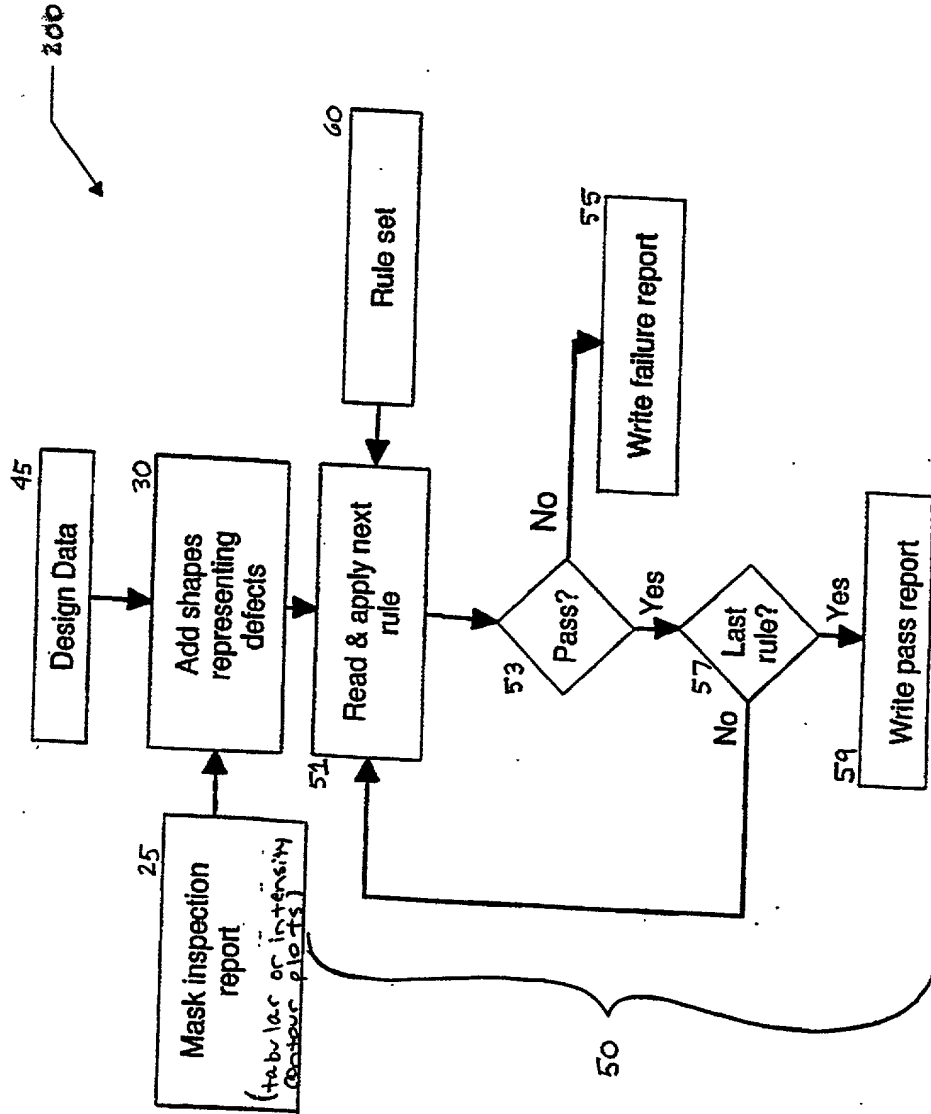 200
45
Design Data
25
Mask inspection
report
(tabular or intensity
contour plots)
30
Add shapes
representing
defects
60
Rule set
51
Read & apply next
rule
53
Pass?
No
55
Write failure report
Yes
57
Last
rule?
No
Yes
59
Write pass report
50